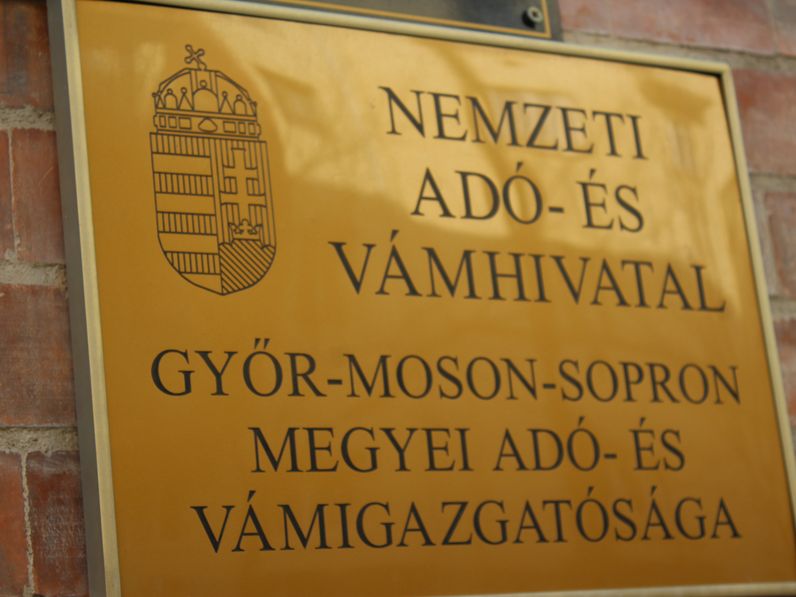 NEMZETI
ADÓ- ÉS
VÁMHIVATAL
GYŐR-MOSON-SOPRON
MEGYEI ADÓ- ÉS
VÁMIGAZGATÓSÁGA